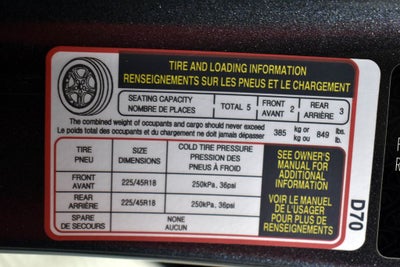 TIRE AND LOADING INFORMATION
RENSEIGNEMENTS SUR LES PNEUS ET LE CHARGEMENT
SEATING CAPACITY
NOMBRE DE PLACES
TOTAL 5
FRONT
AVANT 2
REAR
ARRIÈRE 3
The combined weight of occupants and cargo should never exceed
Le poids total des occupants et du chargement ne doit jamais dépasser
385 kg or
kg ou
849 lbs.
lb.
TIRE
PNEU
SIZE
DIMENSIONS
COLD TIRE PRESSURE
PRESSION DES
PNEUS À FROID
FRONT
AVANT
225/45R18
250kPa, 36psi
REAR
ARRIÈRE
225/45R18
250kPa, 36psi
SPARE
DE SECOURS
NONE
AUCUN
SEE OWNER'S
MANUAL FOR
ADDITIONAL
INFORMATION
VOIR LE MANUEL
DE L'USAGER
POUR PLUS DE
RENSEIGNEMENTS
D70